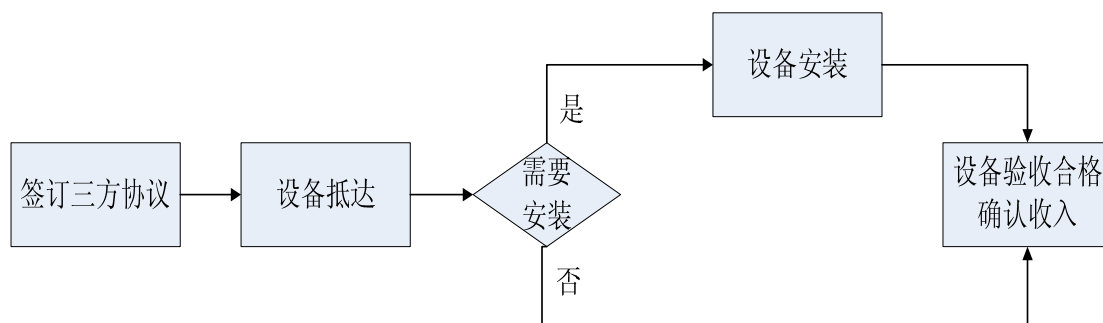 签订三方协议
设备抵达
需要
安装
是
否
设备安装
设备验收合格
确认收入